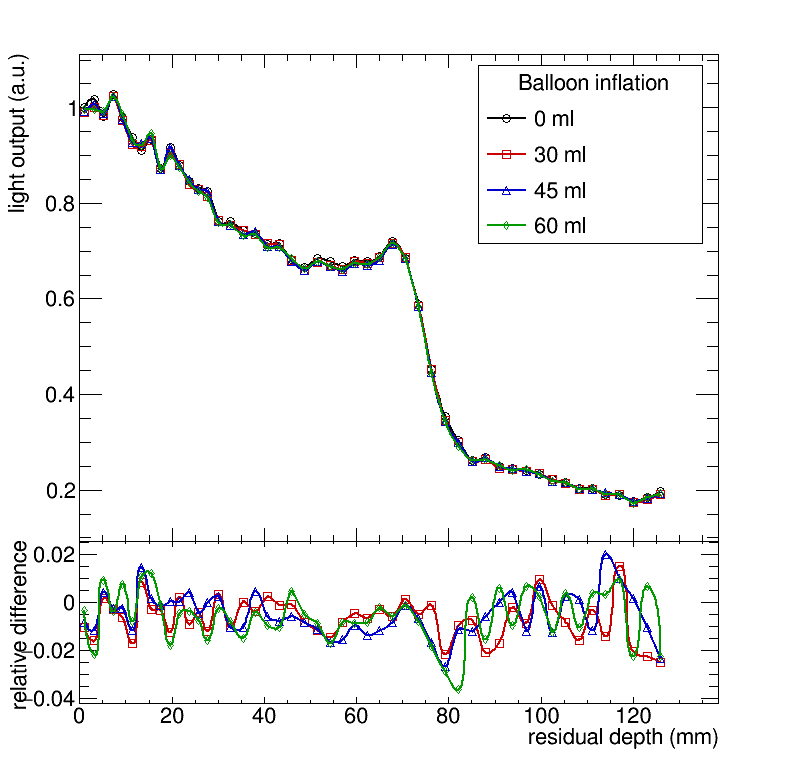 light output (a.u.)
1
0.8
0.6
0.4
0.2
Balloon inflation
0 ml
30 ml
45 ml
60 ml
relative difference
0.02
0
−0.02
−0.04
0 20 40 60 80 100 120
residual depth (mm)